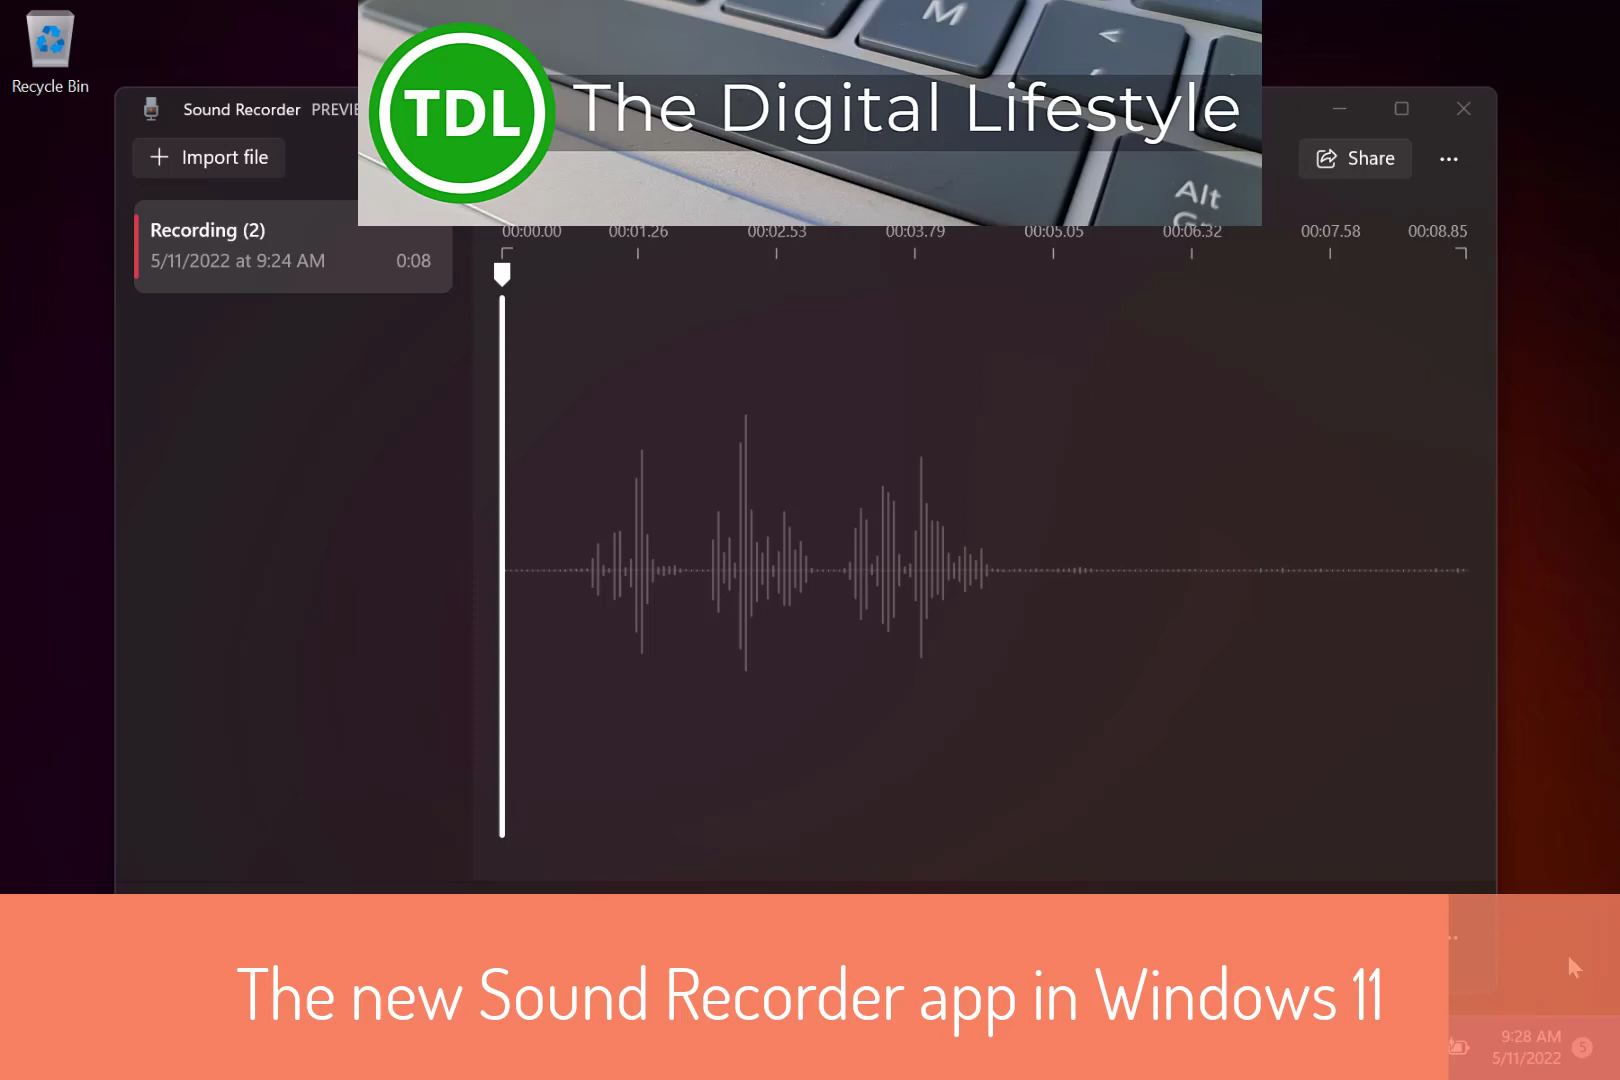 Recycle Bin
M
<
TDL The Digital Lifestyle
Alt
Sound Recorder
Import file
Share
Recording (2)
5/11/2022 at 9:24 AM 0:08
00:00.00 00:01.26 00:02.53 00:03.79 00:05.05 00:06.32 00:07.58 00:08.85
The new Sound Recorder app in Windows 11
9:28 AM
5/11/2022
5